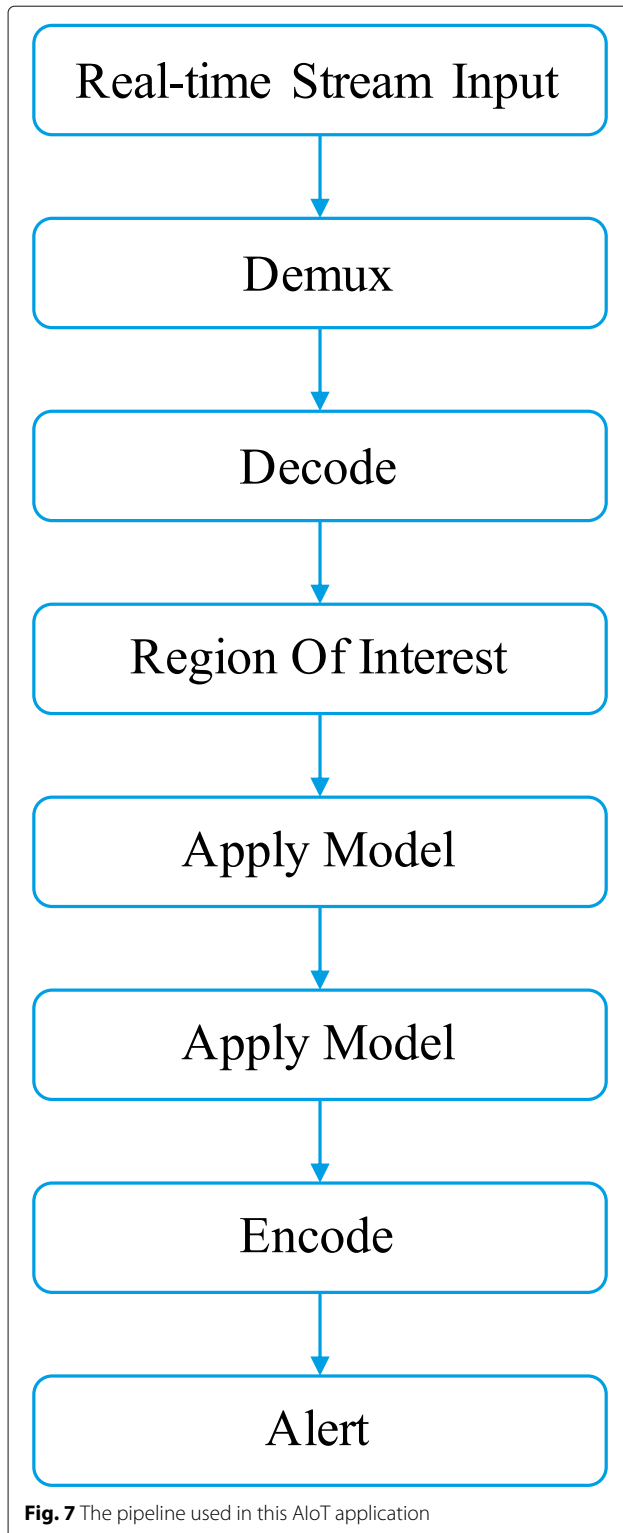 Real-time Stream Input
Demux
Decode
Region Of Interest
Apply Model
Apply Model
Encode
Alert
Fig. 7 The pipeline used in this AIoT application